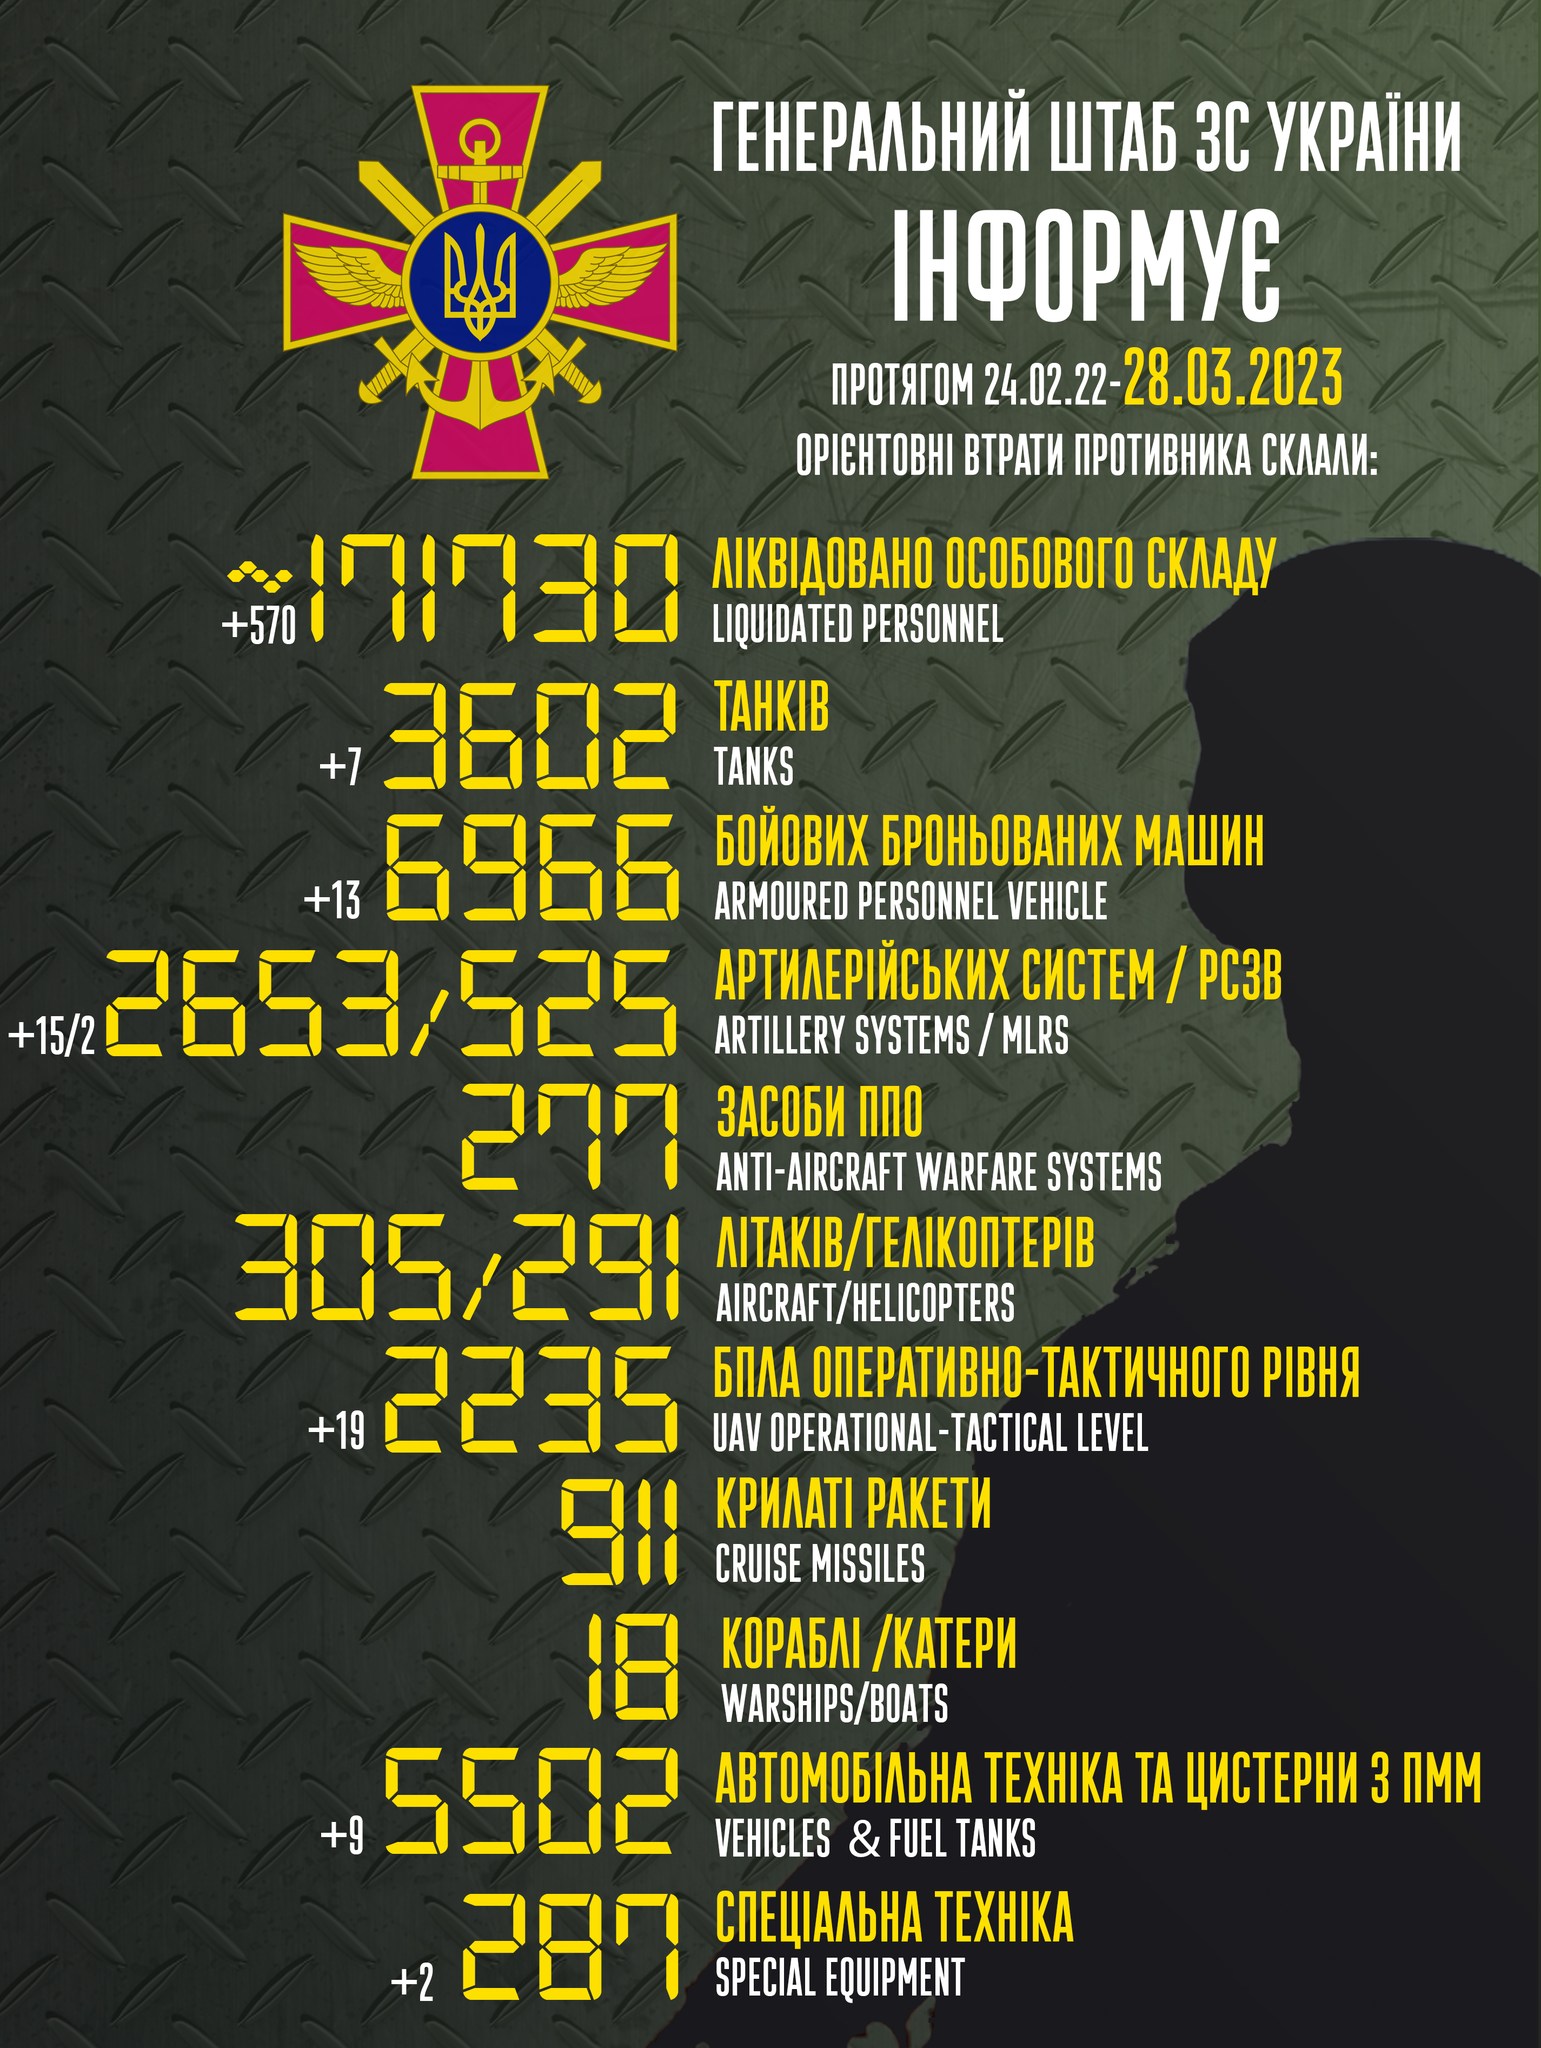 ГЕНЕРАЛЬНИЙ ШТАБ ЗС УКРАЇНИ
ІНФОРМУЄ
ПРОТЯГОМ 24.02.22-28.03.2023
ОРІЄНТОВНІ ВТРАТИ ПРОТИВНИКА СКЛАЛИ:
~171730 ЛІКВІДОВАНО ОСОБОВОГО СКЛАДУ
+570 LIQUIDATED PERSONNEL
3602 ТАНКІВ
+7 TANKS
6966 БОЙОВИХ БРОНЬОВАНИХ МАШИН
+13 ARMOURED PERSONNEL VEHICLE
2653/525 АРТИЛЕРІЙСЬКИХ СИСТЕМ / РСЗВ
+15/2 ARTILLERY SYSTEMS / MLRS
277 ЗАСОБИ ППО
ANTI-AIRCRAFT WARFARE SYSTEMS
305/291 ЛІТАКІВ/ГЕЛІКОПТЕРІВ
AIRCRAFT/HELICOPTERS
2235 БПЛА ОПЕРАТИВНО-ТАКТИЧНОГО РІВНЯ
+19 UAV OPERATIONAL-TACTICAL LEVEL
911 КРИЛАТІ РАКЕТИ
CRUISE MISSILES
18 КОРАБЛІ /КАТЕРИ
WARSHIPS/BOATS
5502 АВТОМОБІЛЬНА ТЕХНІКА ТА ЦИСТЕРНИ З ПММ
+9 VEHICLES & FUEL TANKS
287 СПЕЦІАЛЬНА ТЕХНІКА
+2 SPECIAL EQUIPMENT